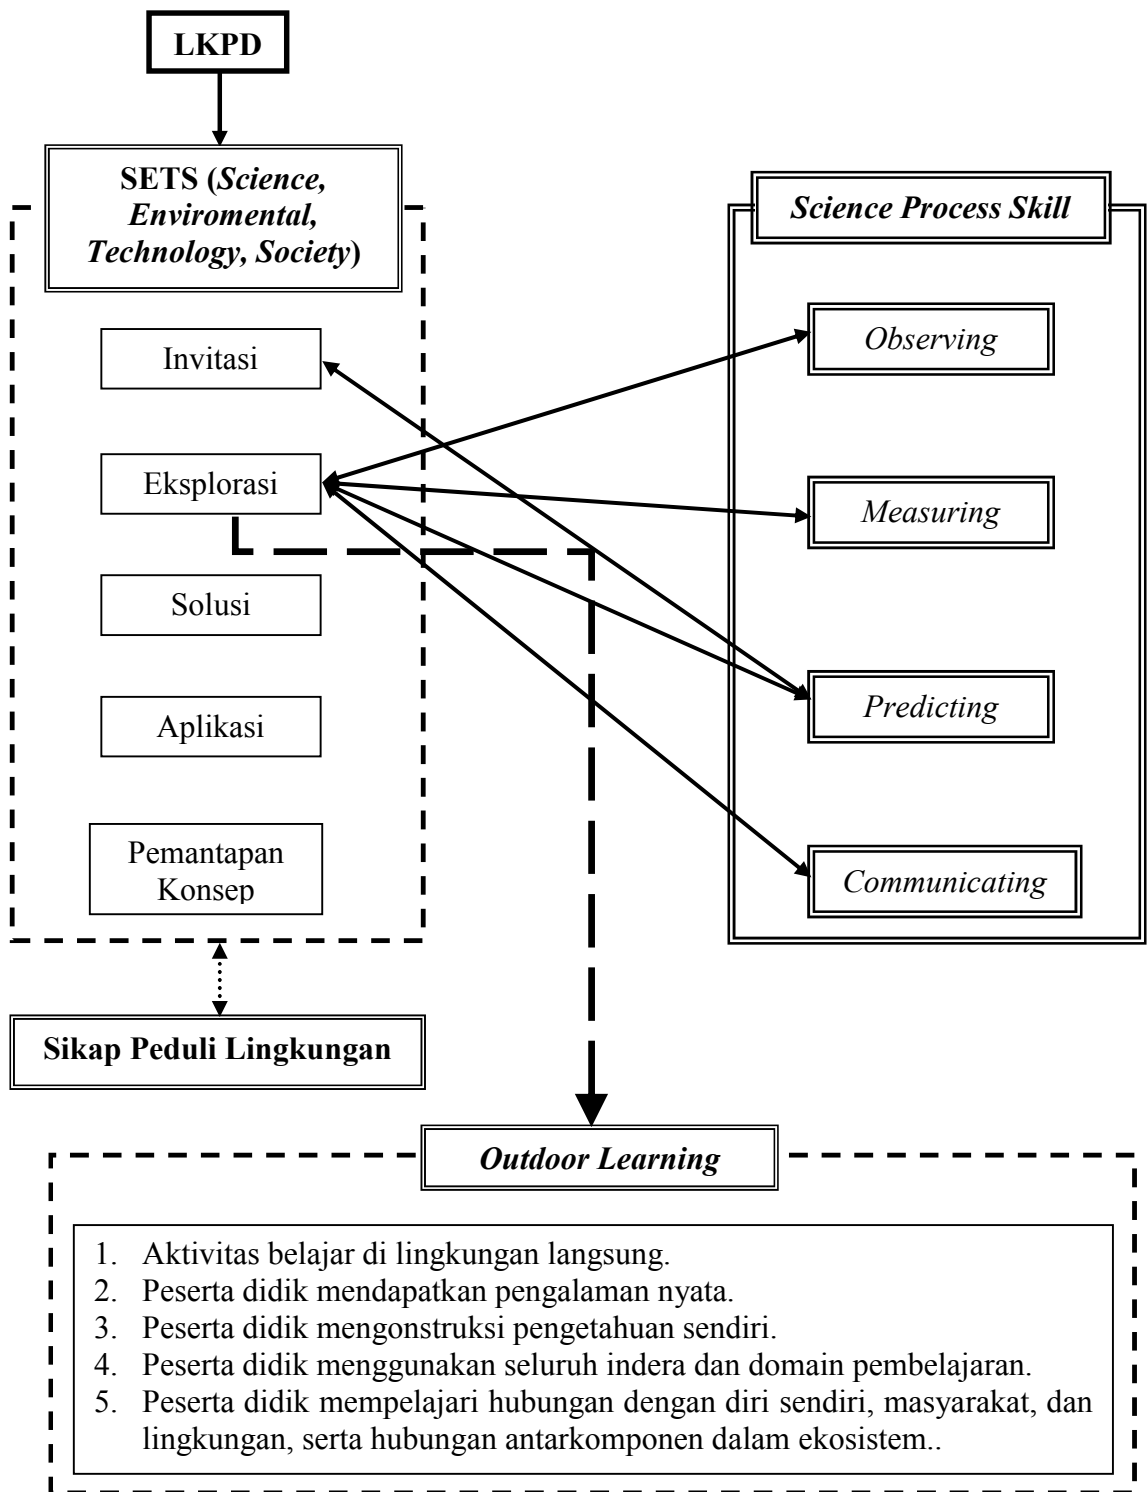 LKPD
SETS (Science,
Enviromental,
Technology, Society)
Invitasi
Eksplorasi
Solusi
Aplikasi
Pemantapan
Konsep
Sikap Peduli Lingkungan
Science Process Skill
Observing
Measuring
Predicting
Communicating
Outdoor Learning
1. Aktivitas belajar di lingkungan langsung.
2. Peserta didik mendapatkan pengalaman nyata.
3. Peserta didik mengonstruksi pengetahuan sendiri.
4. Peserta didik menggunakan seluruh indera dan domain pembelajaran.
5. Peserta didik mempelajari hubungan dengan diri sendiri, masyarakat, dan
lingkungan, serta hubungan antarkomponen dalam ekosistem..